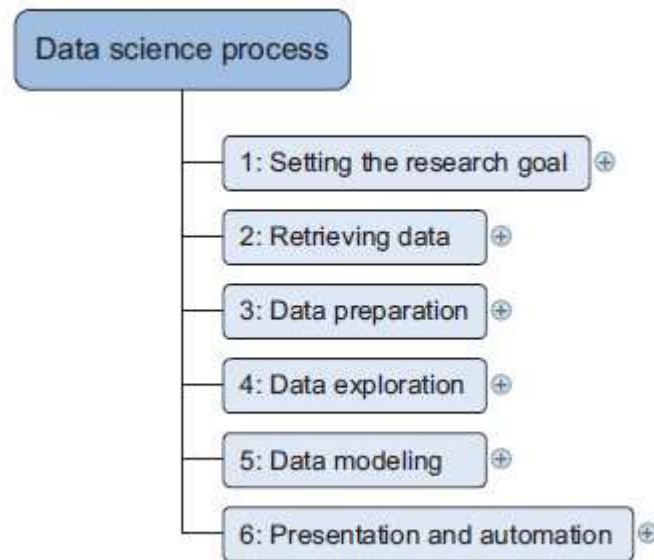 Data science process
1: Setting the research goal
2: Retrieving data
3: Data preparation
4: Data exploration
5: Data modeling
6: Presentation and automation